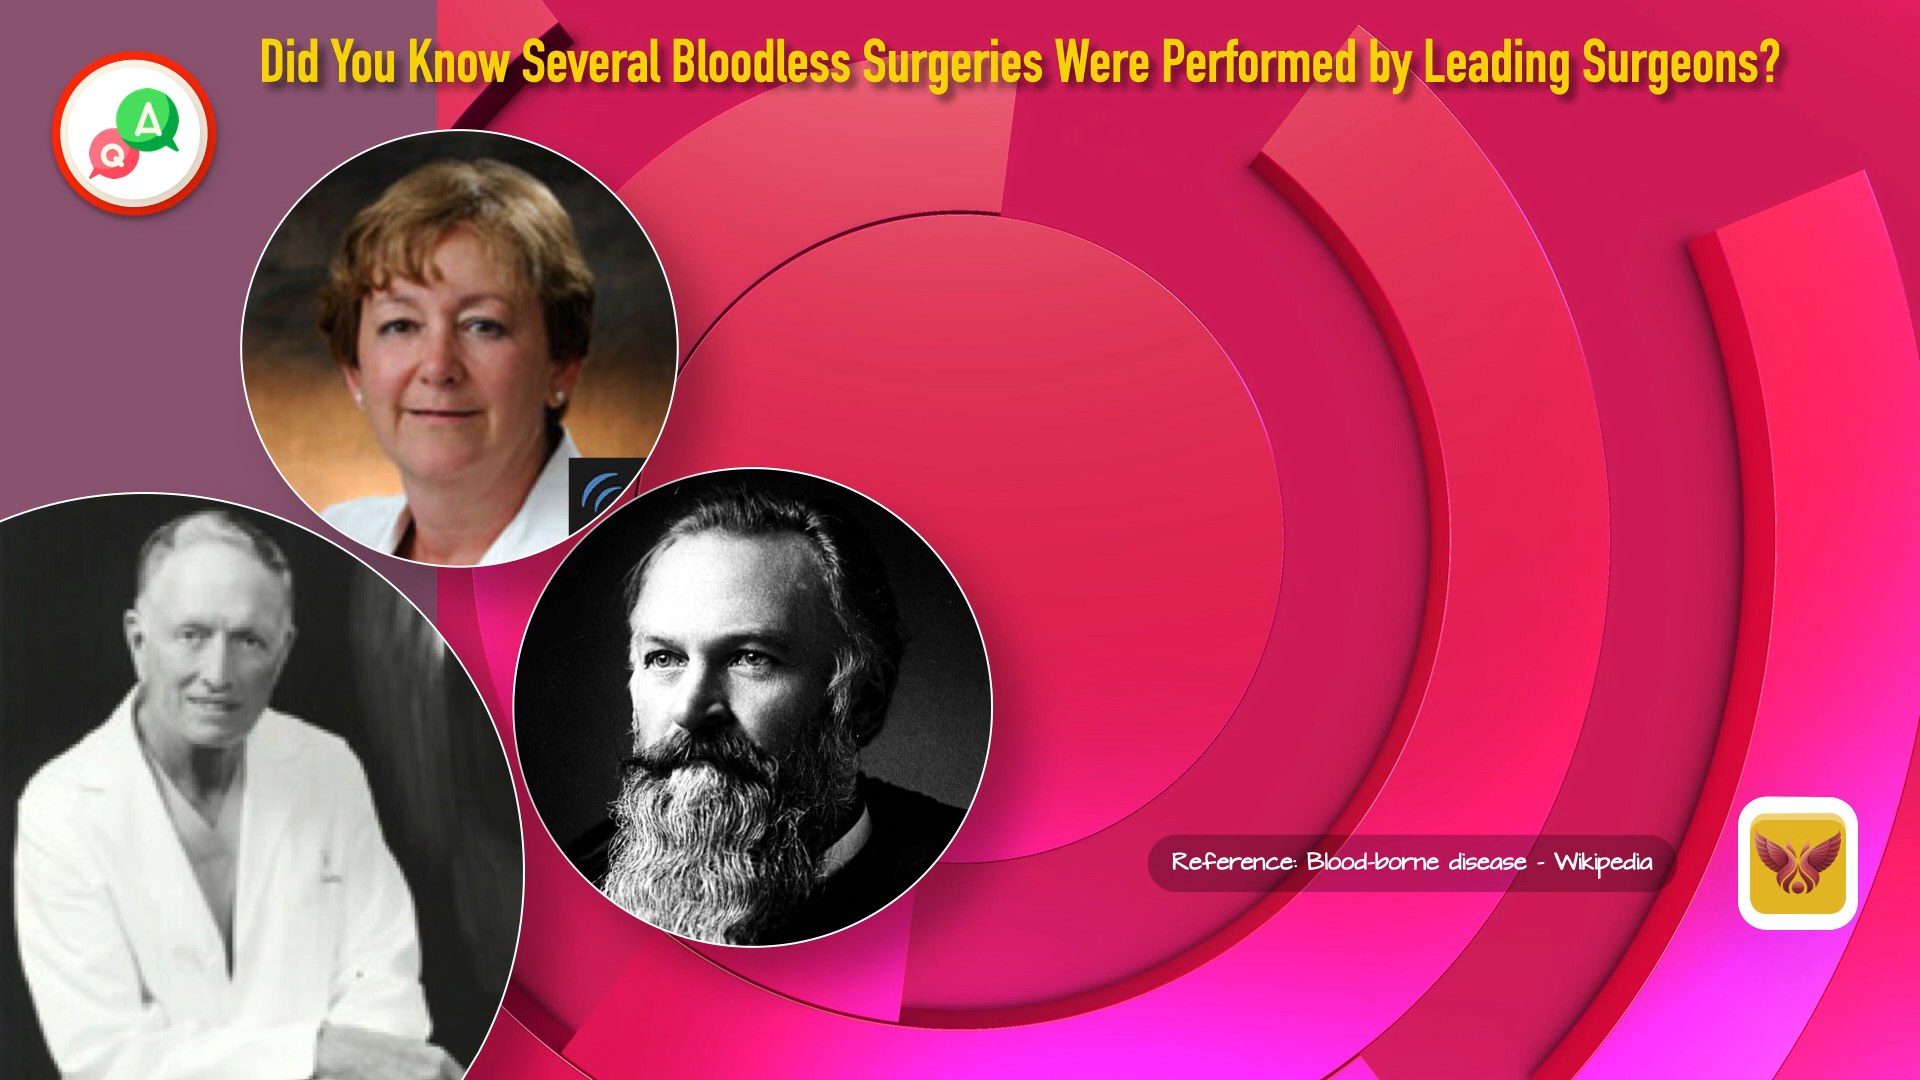 Did You Know Several Bloodless Surgeries Were Performed by Leading Surgeons?
A
Q
Reference: Blood-borne disease - Wikipedia